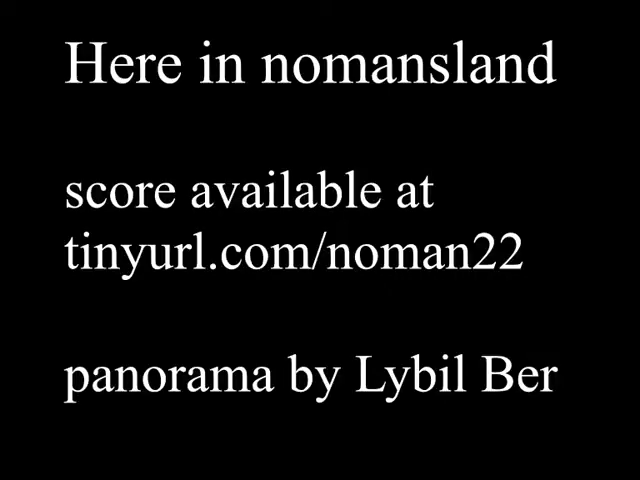 Here in nomansland
score available at
tinyurl.com/noman22
panorama by Lybil Ber